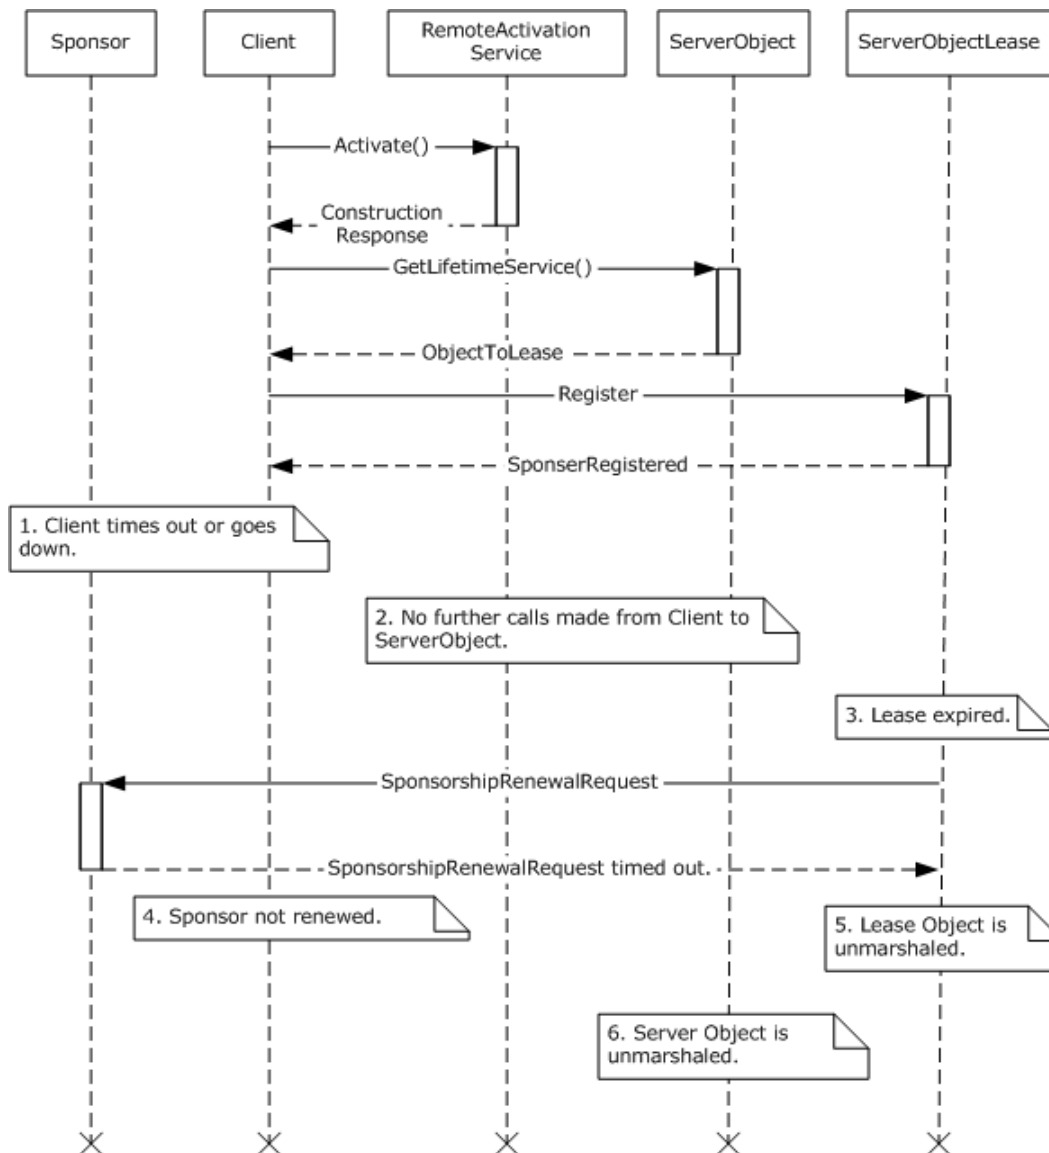 Sponsor
Client
RemoteActivation
Service
ServerObject
ServerObjectLease
Activate()
Construction
Response
GetLifetimeService()
ObjectToLease
Register
SponserRegistered
1. Client times out or goes
down.
2. No further calls made from Client to
ServerObject.
3. Lease expired.
SponsorshipRenewalRequest
SponsorshipRenewalRequest timed out.
4. Sponsor not renewed.
5. Lease Object is
unmarshaled.
6. Server Object is
unmarshaled.